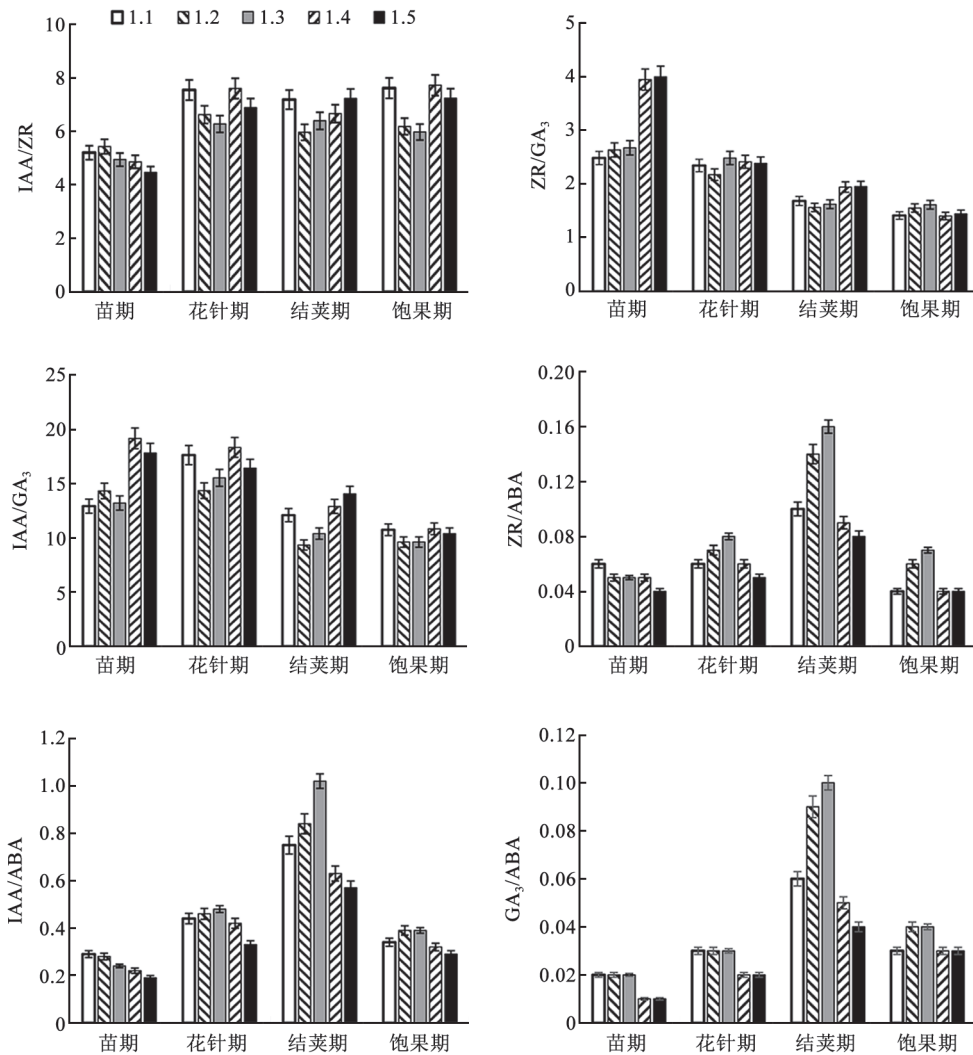 1.1 1.2 1.3 1.4 1.5
IAA/ZR
10
8
6
4
2
0
苗期 花针期 结荚期 饱果期
ZR/GA₃
5
4
3
2
1
0
苗期 花针期 结荚期 饱果期
IAA/GA₃
25
20
15
10
5
0
苗期 花针期 结荚期 饱果期
ZR/ABA
0.20
0.16
0.12
0.08
0.04
0
苗期 花针期 结荚期 饱果期
IAA/ABA
1.2
1.0
0.8
0.6
0.4
0.2
0
苗期 花针期 结荚期 饱果期
GA₃/ABA
0.12
0.10
0.08
0.06
0.04
0.02
0
苗期 花针期 结荚期 饱果期